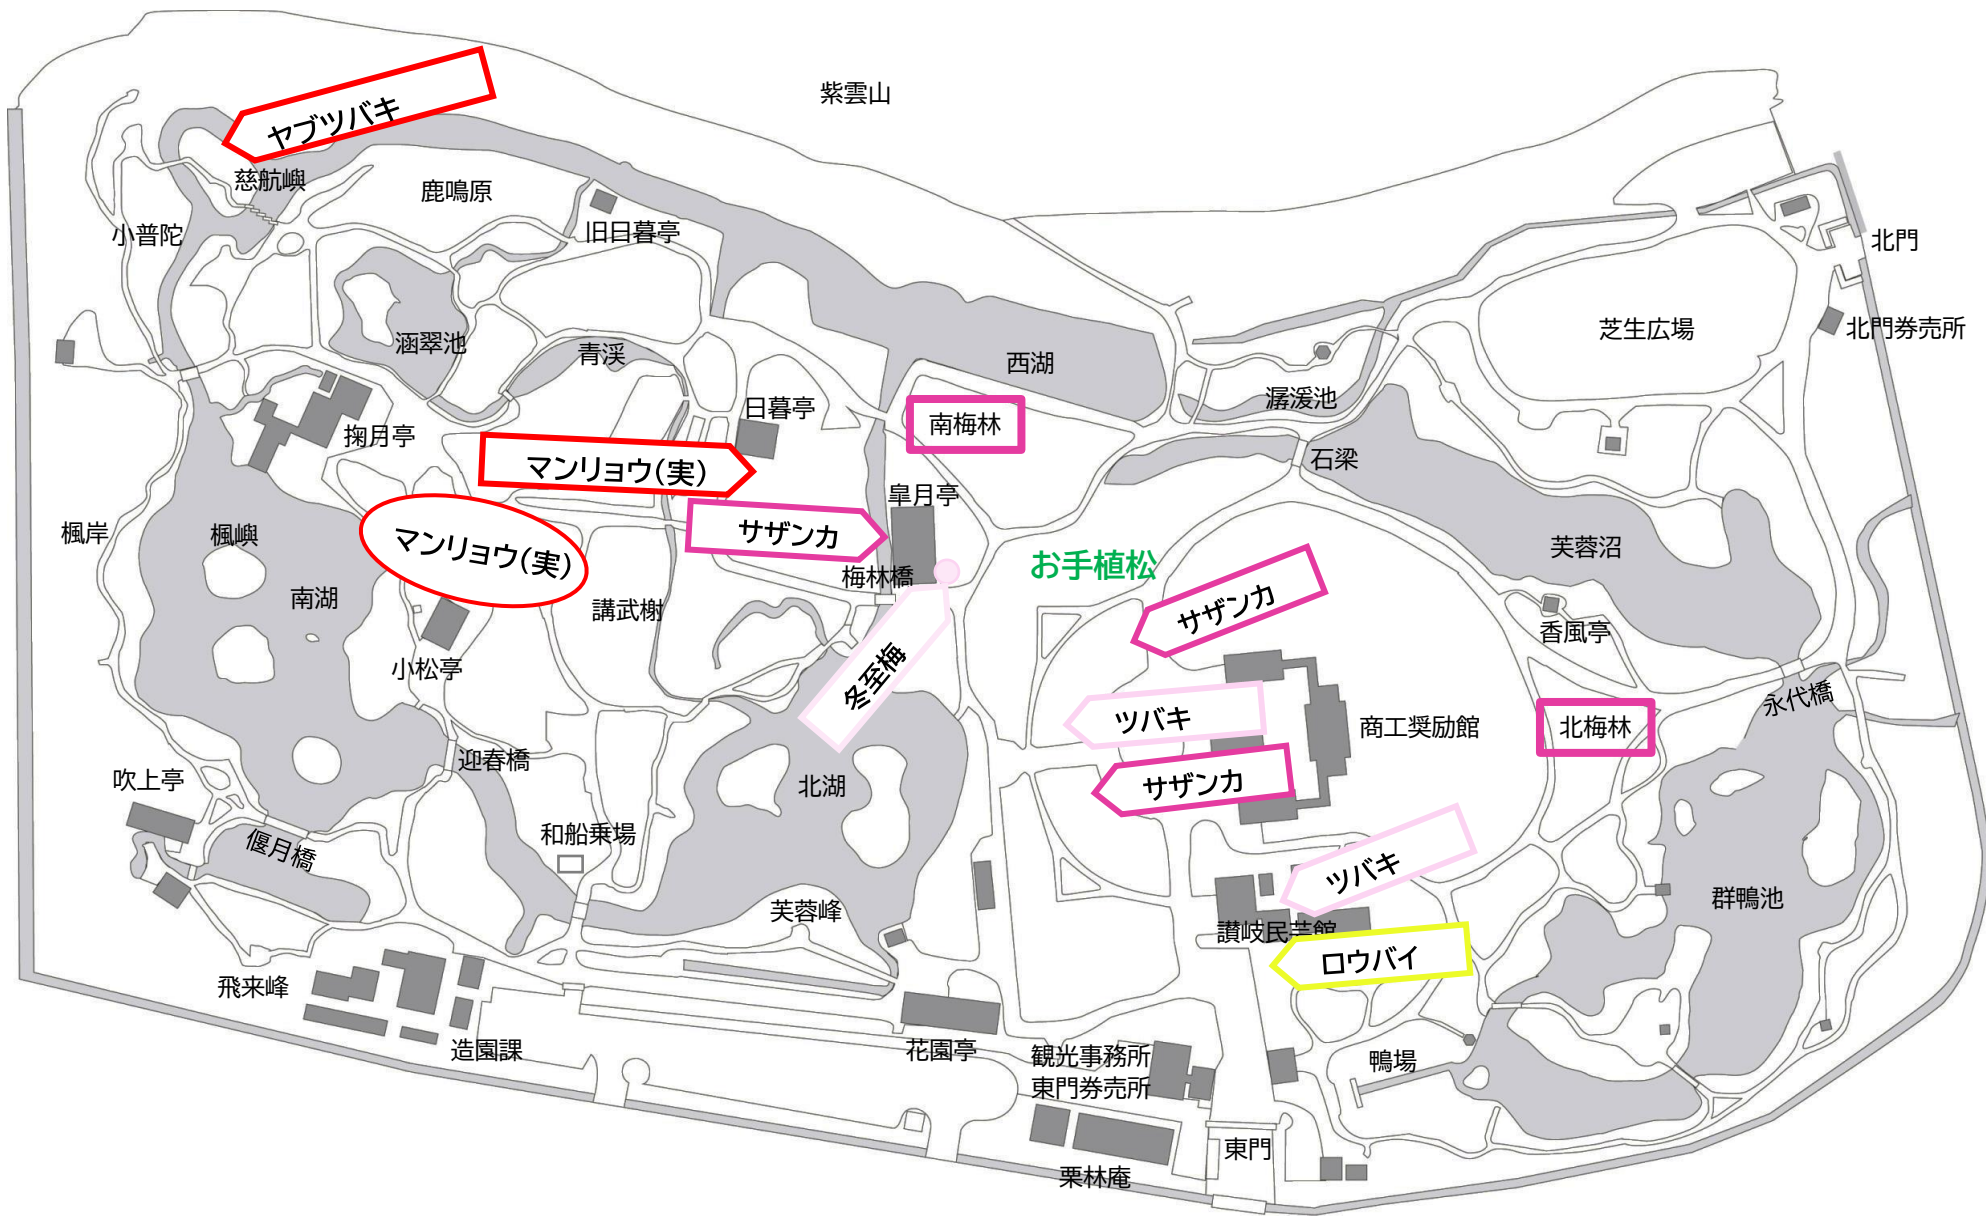 紫雲山
ヤブツバキ
慈航嶼
鹿鳴原
小普陀
旧日暮亭
北門
涵翠池
青渓
西湖
芝生広場
北門券売所
潺湲池
日暮亭
南梅林
掬月亭
石梁
マンリョウ(実)
皐月亭
サザンカ
楓岸
楓嶼
マンリョウ(実)
芙蓉沼
お手植松
梅林橋
南湖
講武榭
サザンカ
香風亭
小松亭
冬至梅
永代橋
ツバキ
商工奨励館
北梅林
迎春橋
吹上亭
北湖
サザンカ
和船乗場
偃月橋
ツバキ
芙蓉峰
群鴨池
讃岐民芸館
ロウバイ
飛来峰
造園課
花園亭
観光事務所
東門券売所
鴨場
東門
栗林庵